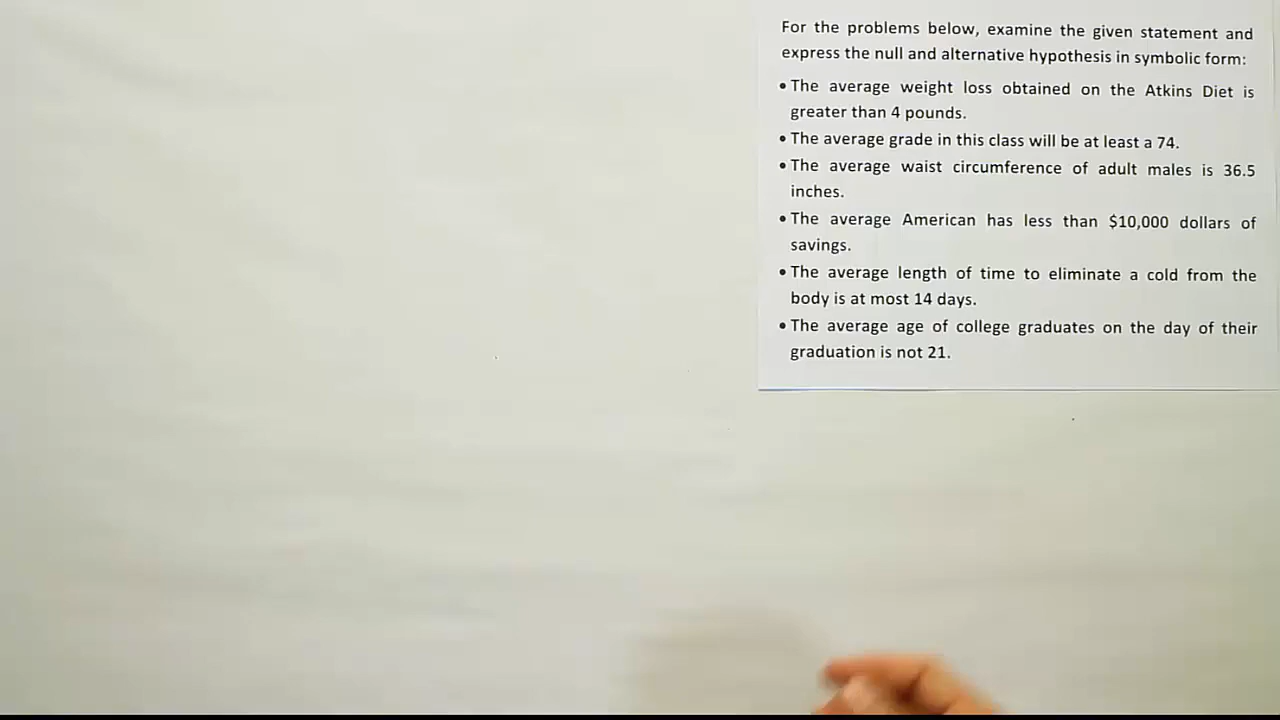 For the problems below, examine the given statement and
express the null and alternative hypothesis in symbolic form:
• The average weight loss obtained on the Atkins Diet is
greater than 4 pounds.
• The average grade in this class will be at least a 74.
• The average waist circumference of adult males is 36.5
inches.
• The average American has less than $10,000 dollars of
savings.
• The average length of time to eliminate a cold from the
body is at most 14 days.
• The average age of college graduates on the day of their
graduation is not 21.